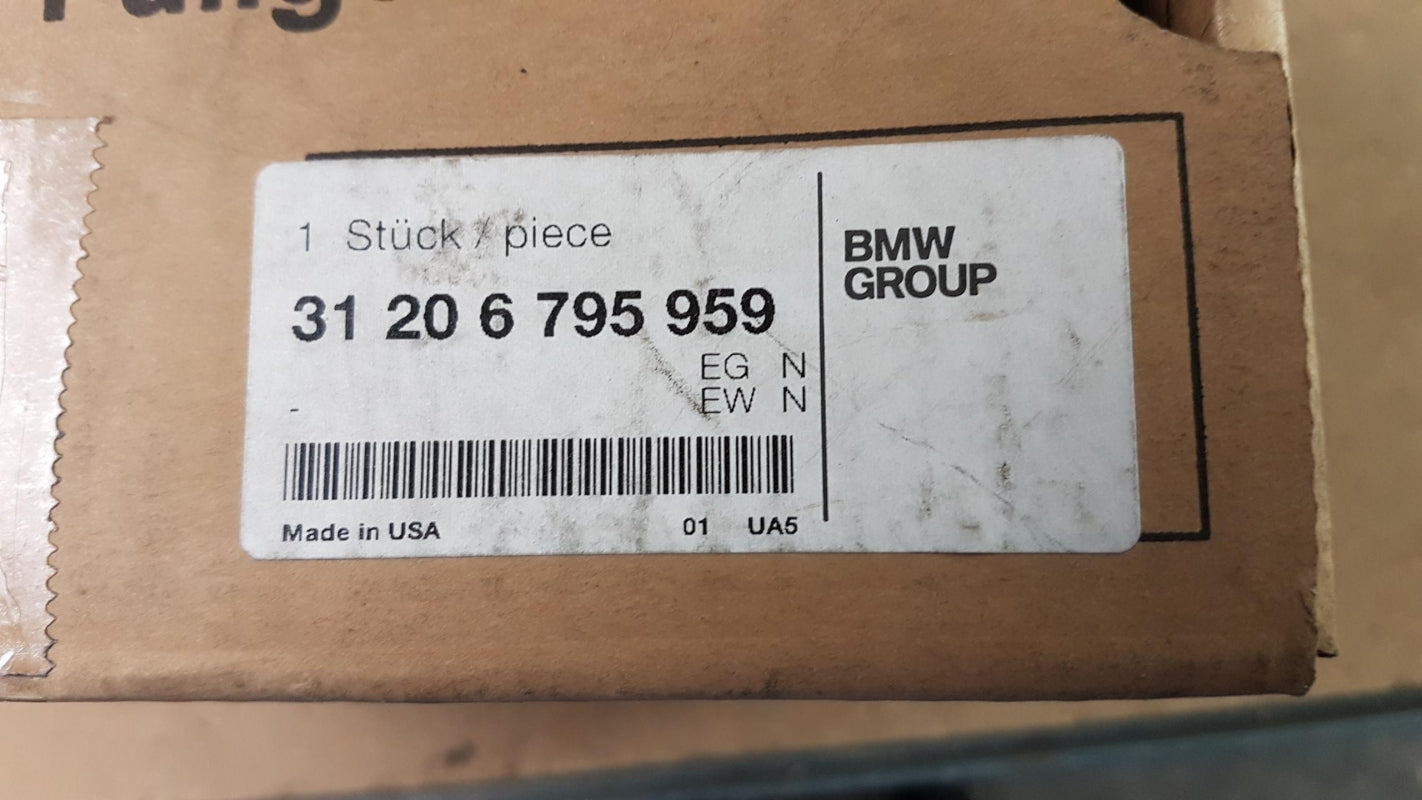 1 Stück / piece
31 20 6 795 959
EG N
EW N
-
Made in USA 01 UA5
BMW
GROUP